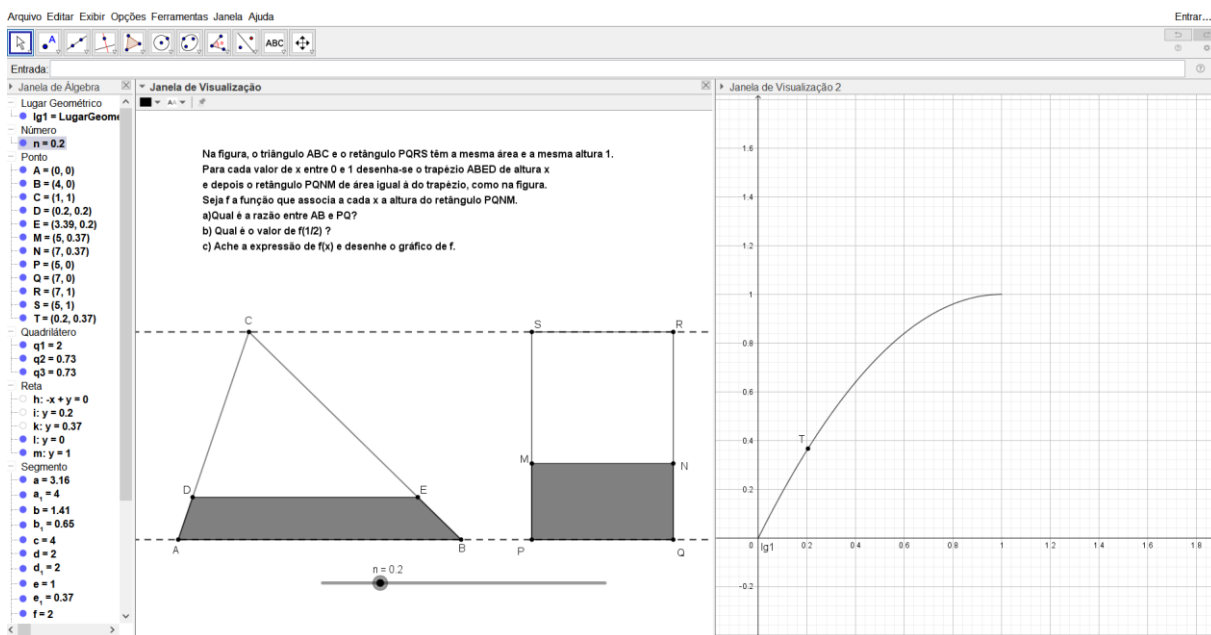 Arquivo Editar Exibir Opções Ferramentas Janela Ajuda
Entrar...
ABC
Entrada:
Janela de Álgebra
Lugar Geométrico
lg1 = LugarGeome
Número
n = 0.2
Ponto
A = (0, 0)
B = (4, 0)
C = (1, 1)
D = (0.2, 0.2)
E = (3.39, 0.2)
M = (5, 0.37)
N = (7, 0.37)
P = (5, 0)
Q = (7, 0)
R = (7, 1)
S = (5, 1)
T = (0.2, 0.37)
Quadrilátero
q1 = 2
q2 = 0.73
q3 = 0.73
Reta
h: -x + y = 0
i: y = 0.2
k: y = 0.37
l: y = 0
m: y = 1
Segmento
a = 3.16
a₁ = 4
b = 1.41
b₁ = 0.65
c = 4
d = 2
d₁ = 2
e = 1
e₁ = 0.37
f = 2
Janela de Visualização
Na figura, o triângulo ABC e o retângulo PQRS têm a mesma área e a mesma altura 1.
Para cada valor de x entre 0 e 1 desenha-se o trapézio ABED de altura x
e depois o retângulo PQNM de área igual á do trapézio, como na figura.
Seja f a função que associa a cada x a altura do retângulo PQNM.
a)Qual é a razão entre AB e PQ?
b) Qual é o valor de f(1/2) ?
c) Ache a expressão de f(x) e desenhe o gráfico de f.
C
S
R
M
N
D
E
A
B
P
Q
n = 0.2
Janela de Visualização 2
1.6
1.4
1.2
1
0.8
0.6
0.4
T
0.2
0
lg1
0.2
0.4
0.6
0.8
1
1.2
1.4
1.6
1.8
-0.2